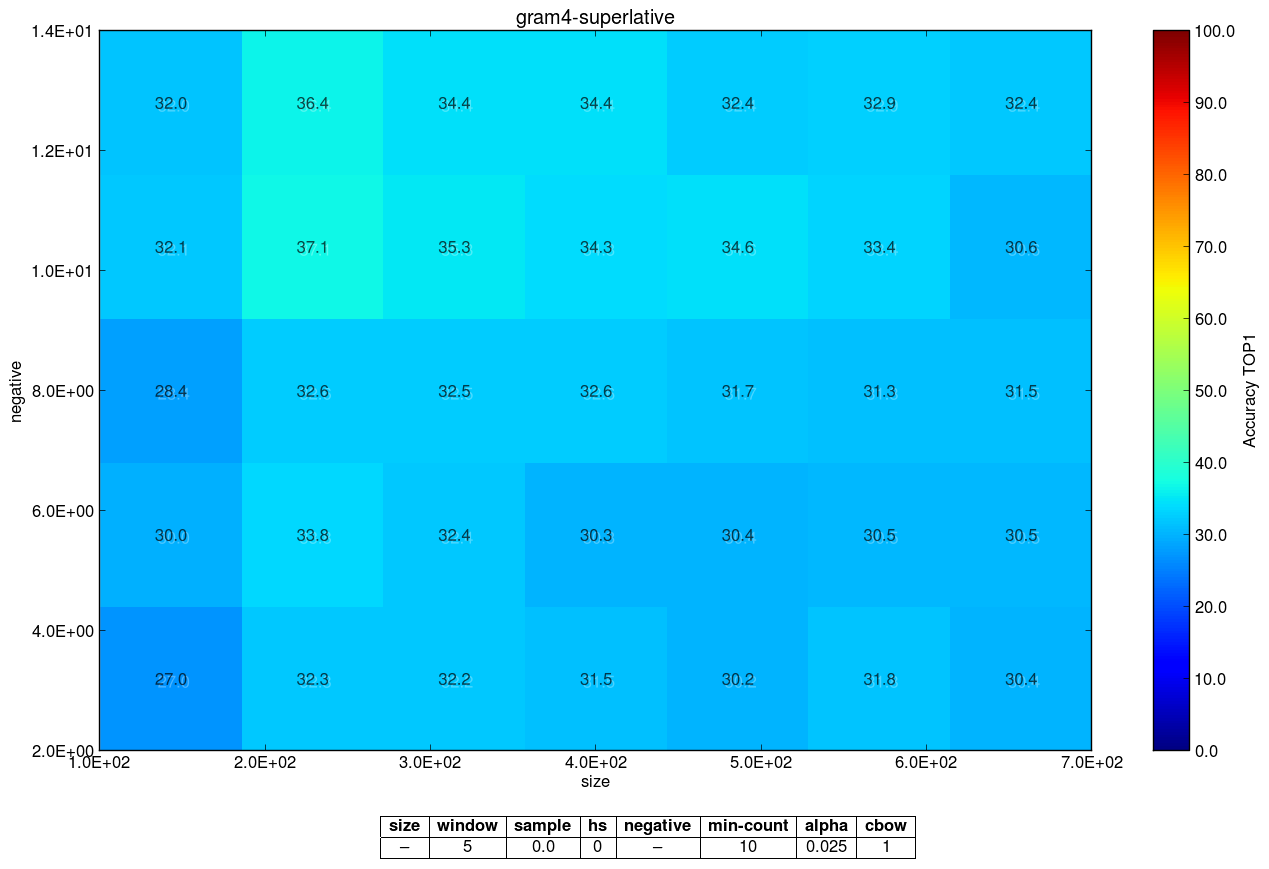 gram4-superlative
1.4E+01
100.0
32.0 36.4 34.4 34.4 32.4 32.9 32.4
90.0
1.2E+01
80.0
32.1 37.1 35.3 34.3 34.6 33.4 30.6
70.0
1.0E+01
60.0
negative
8.0E+00
28.4 32.6 32.5 32.6 31.7 31.3 31.5
50.0
Accuracy TOP1
40.0
6.0E+00
30.0 33.8 32.4 30.3 30.4 30.5 30.5
30.0
4.0E+00
20.0
27.0 32.3 32.2 31.5 30.2 31.8 30.4
10.0
2.0E+00
0.0
1.0E+02 2.0E+02 3.0E+02 4.0E+02 5.0E+02 6.0E+02 7.0E+02
size
size window sample hs negative min-count alpha cbow
– 5 0.0 0 – 10 0.025 1